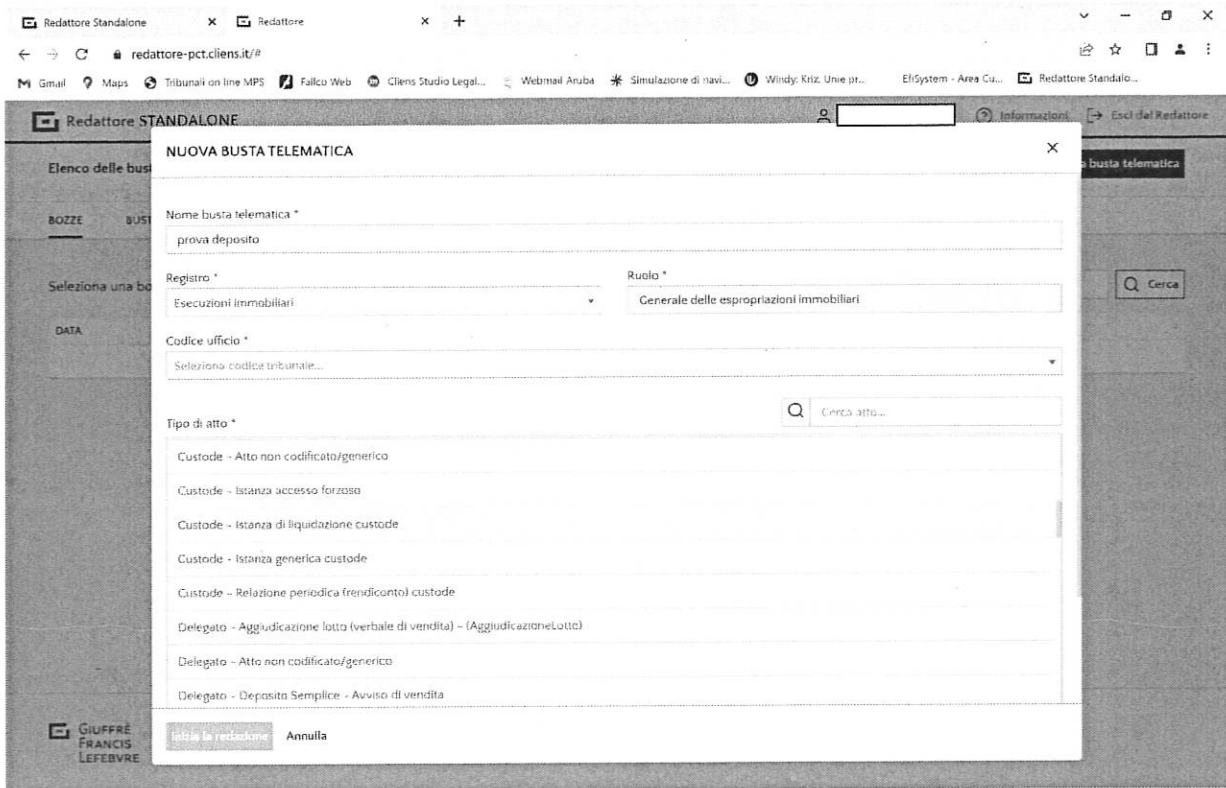 Redattore Standalone
Redattore
redattore-pct.cliens.it/#
Gmail Maps Tribunali on line MPS Fallco Web Cliens Studio Legal... Webmail Aruba Simulazione di navi... Windy: Kriz. Unie pr... EfiSystem - Area Cu... Redattore Standalo...
Redattore STANDALONE
Informazioni Esci dal Redattore
NUOVA BUSTA TELEMATICA
Elenco delle bust
a busta telematica
BOZZE BUST
Nome busta telematica *
prova deposito
Registro * Ruolo *
Esecuzioni immobiliari Generale delle espropriazioni immobiliari
Seleziona una bo
Cerca
DATA
Codice ufficio *
Seleziona codice tribunale...
Tipo di atto * Cerca atto...
Custode - Atto non codificato/generico
Custode - Istanza accesso forzoso
Custode - Istanza di liquidazione custode
Custode - Istanza generica custode
Custode - Relazione periodica (rendiconto) custode
Delegato - Aggiudicazione lotto (verbale di vendita) - (AggiudicazioneLotto)
Delegato - Atto non codificato/generico
Delegato - Deposito Semplice - Avviso di vendita
Inizia la redazione Annulla
GIUFFRÈ
FRANCIS
LEFEBVRE